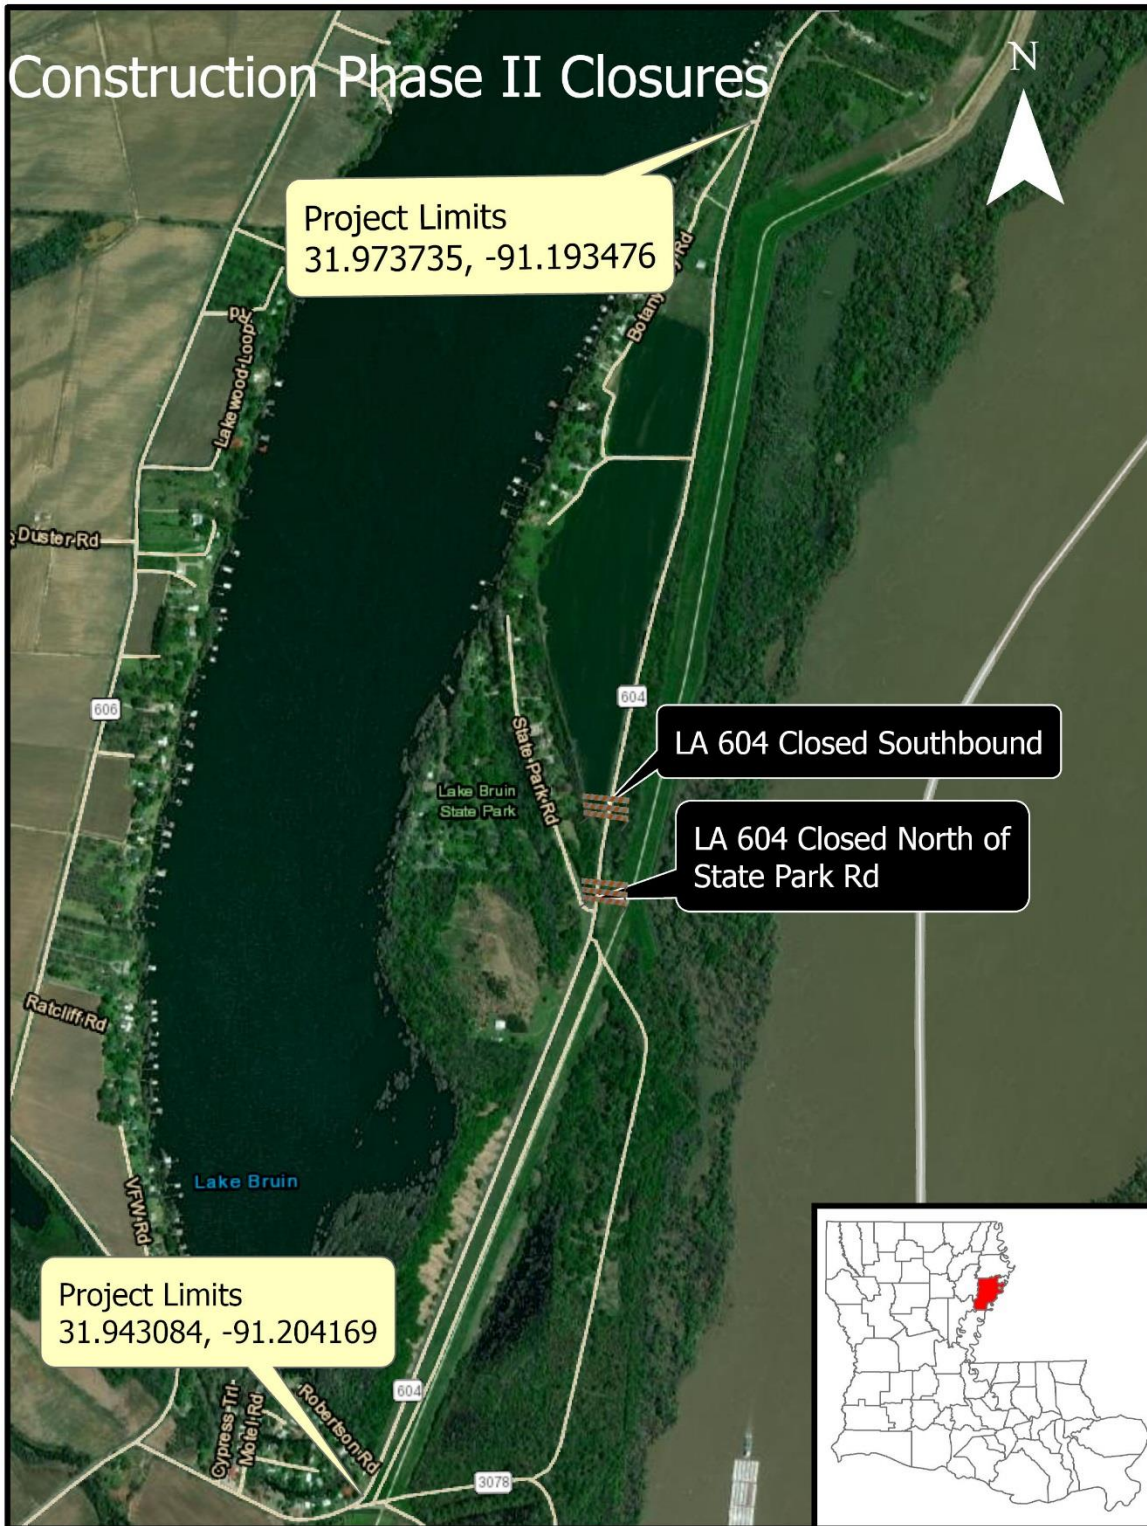 Construction Phase II Closures
N
Project Limits
31.973735, -91.193476
Rd
Lakewood Loop
Duster Rd
606
604
LA 604 Closed Southbound
State Park Rd
Lake Bruin
State Park
LA 604 Closed North of
State Park Rd
Ratcliff Rd
VFW Rd
Lake Bruin
Project Limits
31.943084, -91.204169
604
Cypress Trl
Motel Rd
Robertson Rd
3078